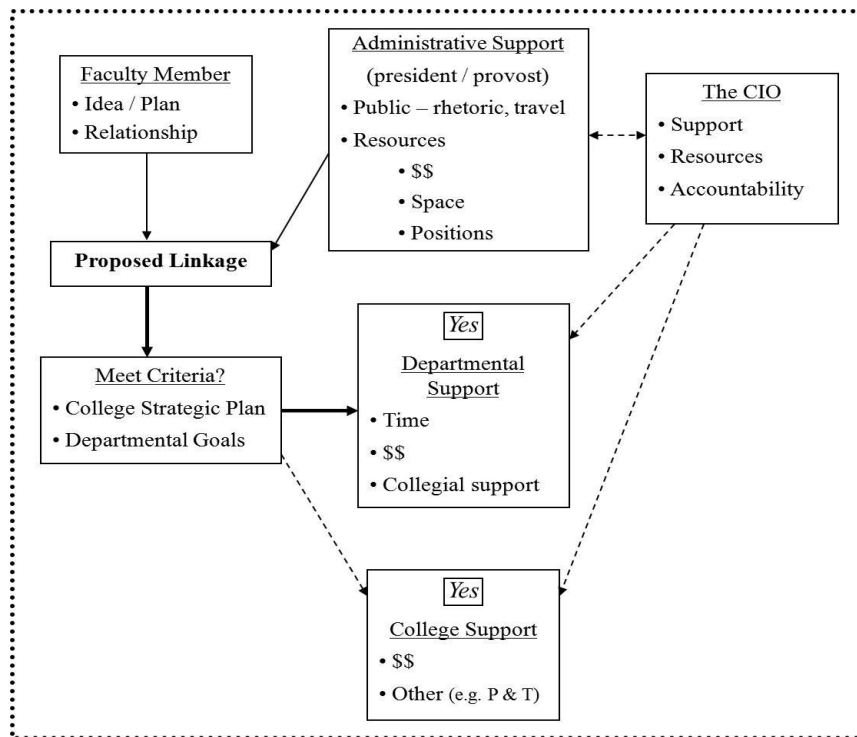 Faculty Member
• Idea / Plan
• Relationship
Administrative Support
(president / provost)
• Public – rhetoric, travel
• Resources
• $$
• Space
• Positions
The CIO
• Support
• Resources
• Accountability
Proposed Linkage
Meet Criteria?
• College Strategic Plan
• Departmental Goals
Yes
Departmental
Support
• Time
• $$
• Collegial support
Yes
College Support
• $$
• Other (e.g. P & T)